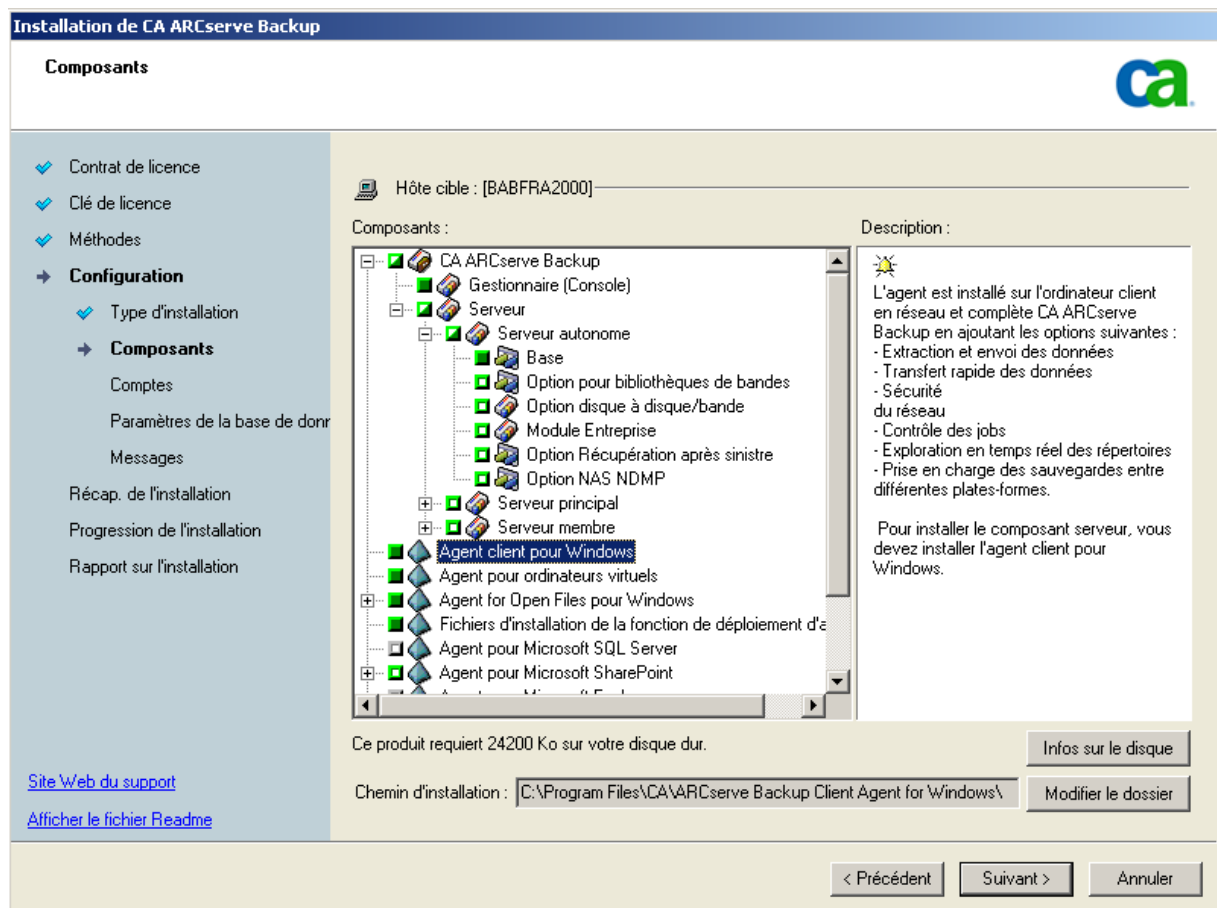 Installation de CA ARCserve Backup
Composants
ca
Contrat de licence
Clé de licence
Méthodes
Configuration
Type d'installation
Composants
Comptes
Paramètres de la base de donr
Messages
Récap. de l'installation
Progression de l'installation
Rapport sur l'installation
Site Web du support
Afficher le fichier Readme
Hôte cible : [BABFRA2000]
Composants :
CA ARCserve Backup
Gestionnaire (Console)
Serveur
Serveur autonome
Base
Option pour bibliothèques de bandes
Option disque à disque/bande
Module Entreprise
Option Récupération après sinistre
Option NAS NDMP
Serveur principal
Serveur membre
Agent client pour Windows
Agent pour ordinateurs virtuels
Agent for Open Files pour Windows
Fichiers d'installation de la fonction de déploiement d'a
Agent pour Microsoft SQL Server
Agent pour Microsoft SharePoint
Description :
L'agent est installé sur l'ordinateur client
en réseau et complète CA ARCserve
Backup en ajoutant les options suivantes :
- Extraction et envoi des données
- Transfert rapide des données
- Sécurité
du réseau
- Contrôle des jobs
- Exploration en temps réel des répertoires
- Prise en charge des sauvegardes entre
différentes plates-formes.
Pour installer le composant serveur, vous
devez installer l'agent client pour
Windows.
Ce produit requiert 24200 Ko sur votre disque dur.
Infos sur le disque
Chemin d'installation : C:\Program Files\CA\ARCserve Backup Client Agent for Windows\
Modifier le dossier
< Précédent
Suivant >
Annuler